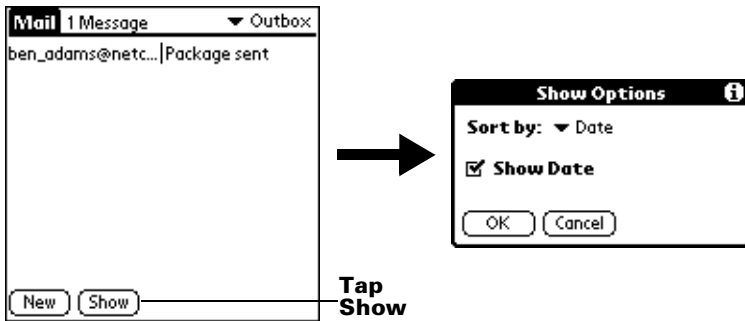 Mail 1 Message Outbox
ben_adams@netc... Package sent
New Show
Tap
Show
Show Options
Sort by: Date
Show Date
OK Cancel